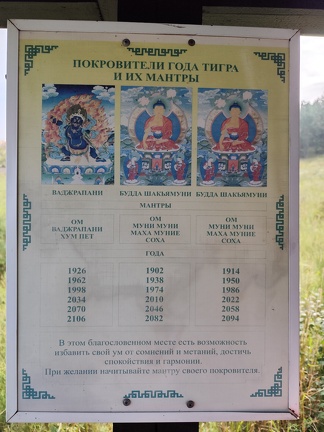 ПОКРОВИТЕЛИ ГОДА ТИГРА
И ИХ МАНТРЫ
ВАДЖРАПАНИ БУДДА ШАКЬЯМУНИ БУДДА ШАКЬЯМУНИ
МАНТРЫ
ОМ
ВАДЖРАПАНИ
ХУМ ПЕТ
ОМ
МУНИ МУНИ
МАХА МУНИЕ
СОХА
ОМ
МУНИ МУНИ
МАХА МУНИЕ
СОХА
ГОДА
1926 1902 1914
1962 1938 1950
1998 1974 1986
2034 2010 2022
2070 2046 2058
2106 2082 2094
В этом благословенном месте есть возможность
избавить свой ум от сомнений и метаний, достичь
спокойствия и гармонии.
При желании начитывайте мантру своего покровителя.